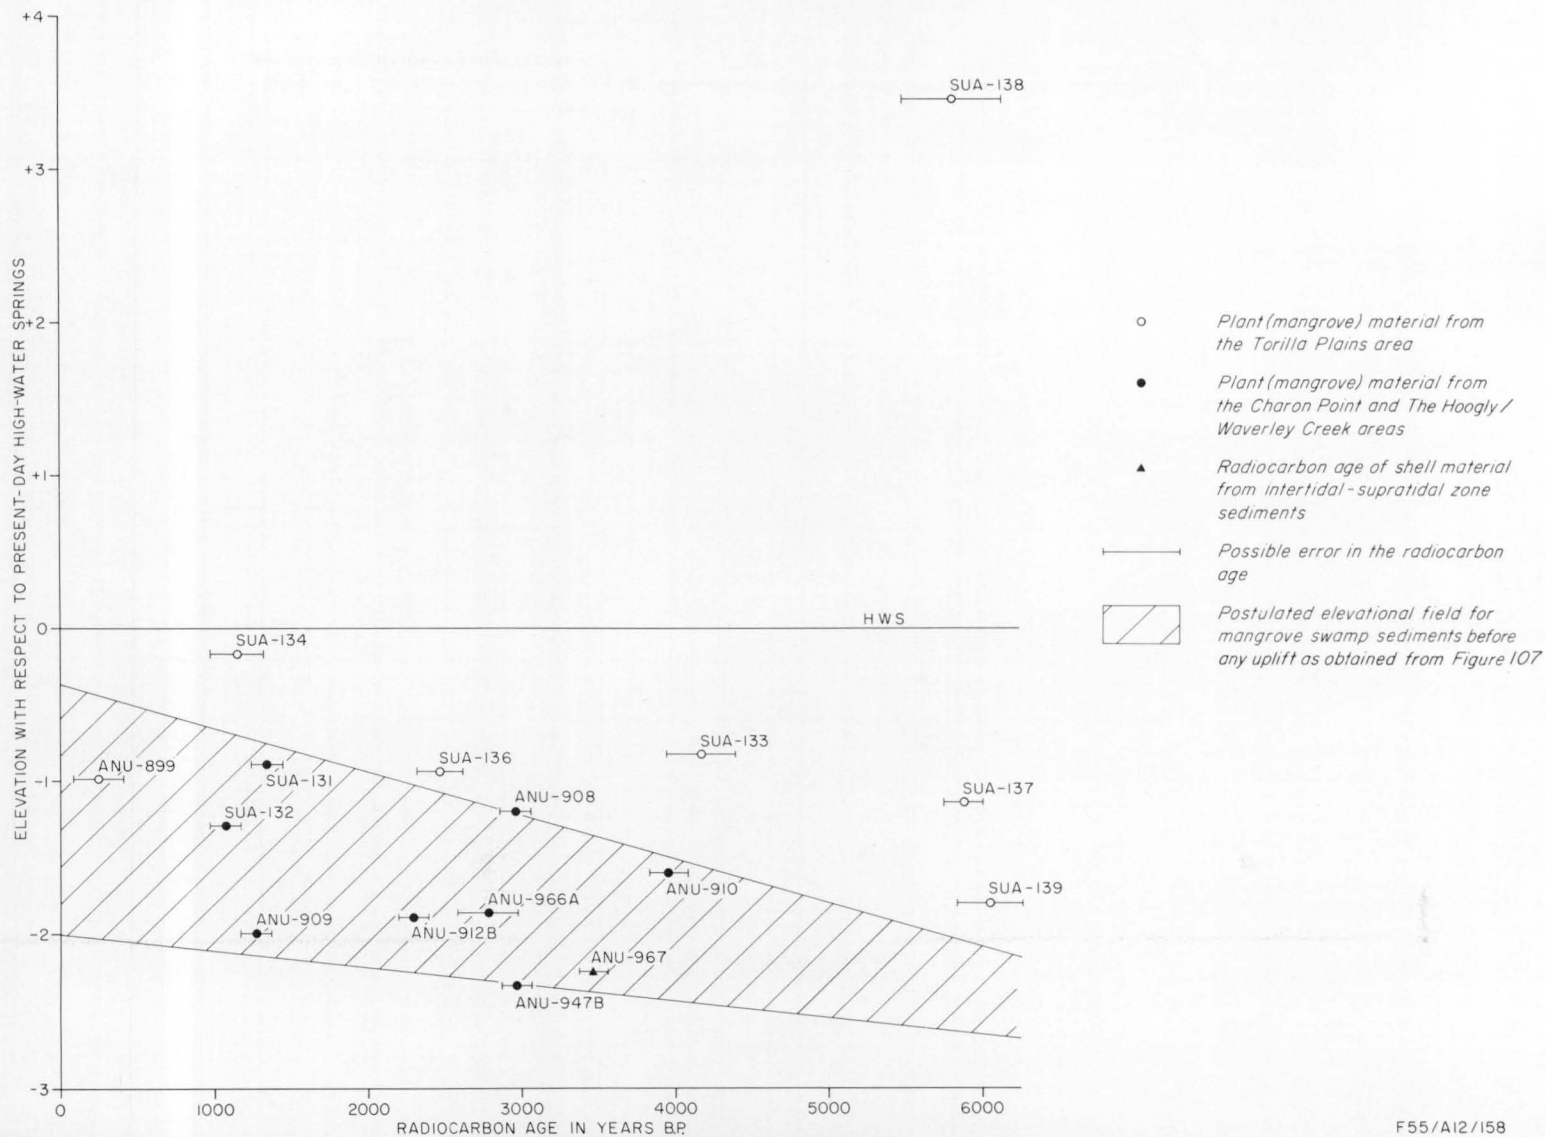 +4
SUA-138
+3
+2
+1
0
-1
-2
-3
ELEVATION WITH RESPECT TO PRESENT-DAY HIGH-WATER SPRINGS
HWS
SUA-134
SUA-136
SUA-133
ANU-899
SUA-131
SUA-137
ANU-908
SUA-132
ANU-910
SUA-139
ANU-966A
ANU-909
ANU-912B
ANU-967
ANU-947B
0
1000
2000
3000
4000
5000
6000
RADIOCARBON AGE IN YEARS B.P.
Plant (mangrove) material from
the Torilla Plains area
Plant (mangrove) material from
the Charon Point and The Hoogly/
Waverley Creek areas
Radiocarbon age of shell material
from intertidal-supratidal zone
sediments
Possible error in the radiocarbon
age
Postulated elevational field for
mangrove swamp sediments before
any uplift as obtained from Figure 107
F55/A12/158